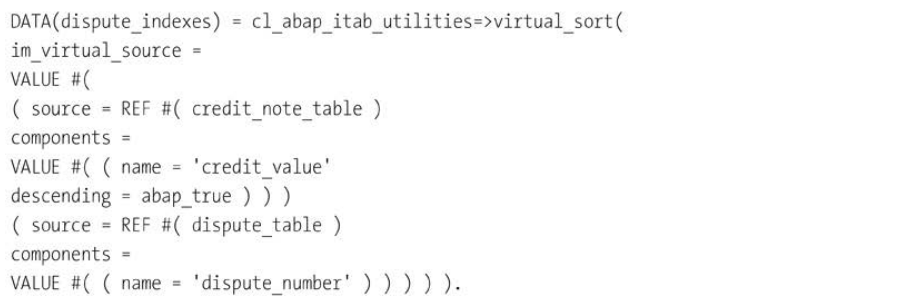 DATA(dispute_indexes) = cl_abap_itab_utilities=>virtual_sort(
im_virtual_source =
VALUE #(
( source = REF #( credit_note_table )
components =
VALUE #( ( name = 'credit_value'
descending = abap_true ) ) )
( source = REF #( dispute_table )
components =
VALUE #( ( name = 'dispute_number' ) ) ) ) ).